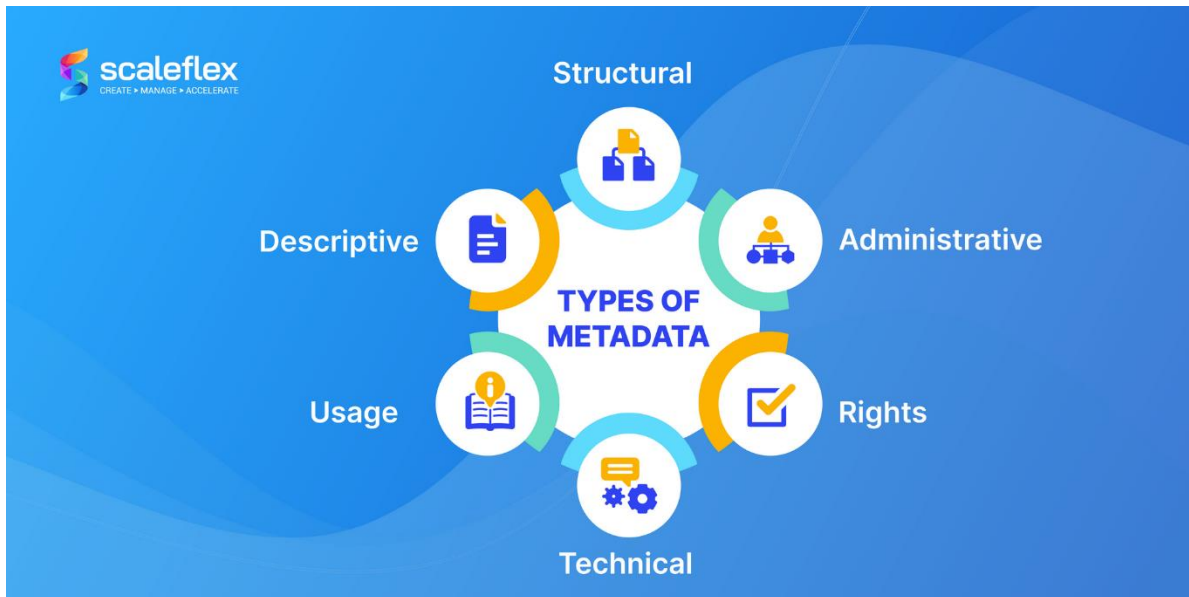 scaleflex
CREATE ▸ MANAGE ▸ ACCELERATE
Structural
Descriptive
Administrative
TYPES OF
METADATA
Usage
Rights
Technical